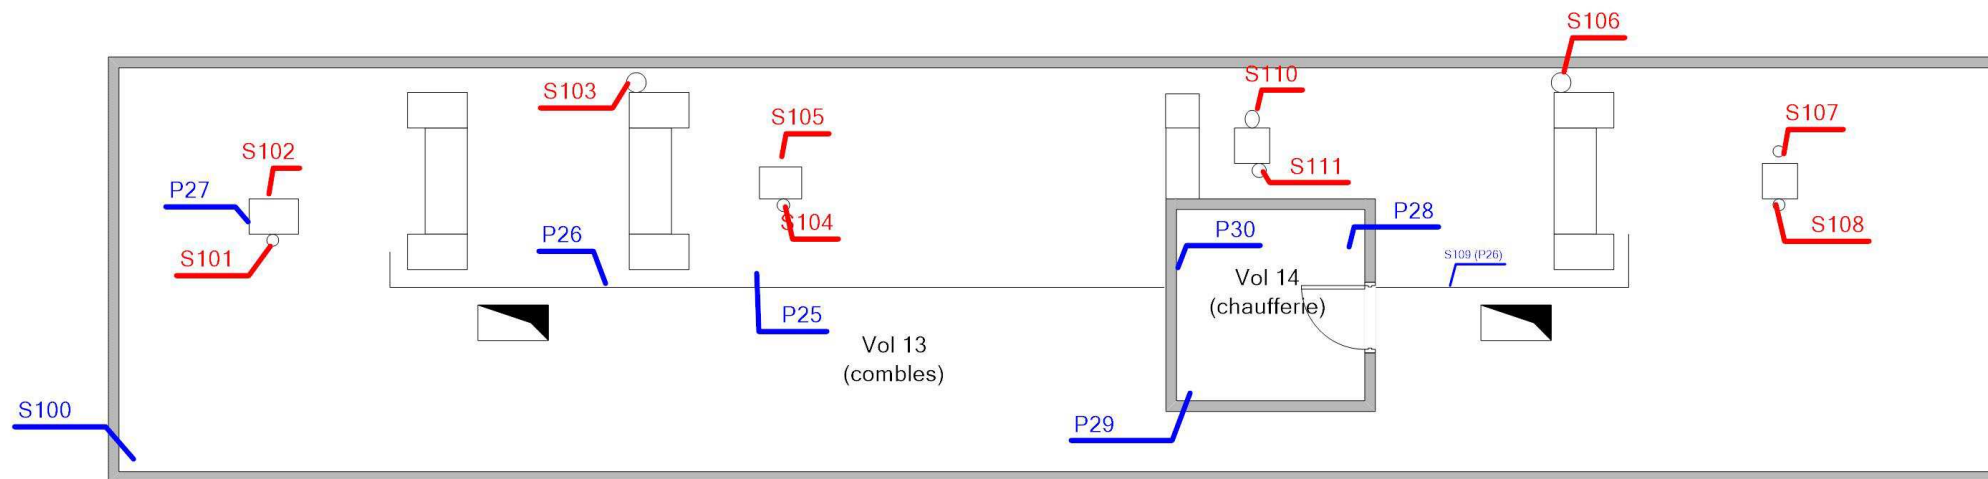 S106
S110
S103
S105
S107
S102
S111
P27
S104
P28
S108
P26
P30
S101
S109 (P26)
Vol 14
(chaufferie)
P25
Vol 13
(combles)
S100
P29